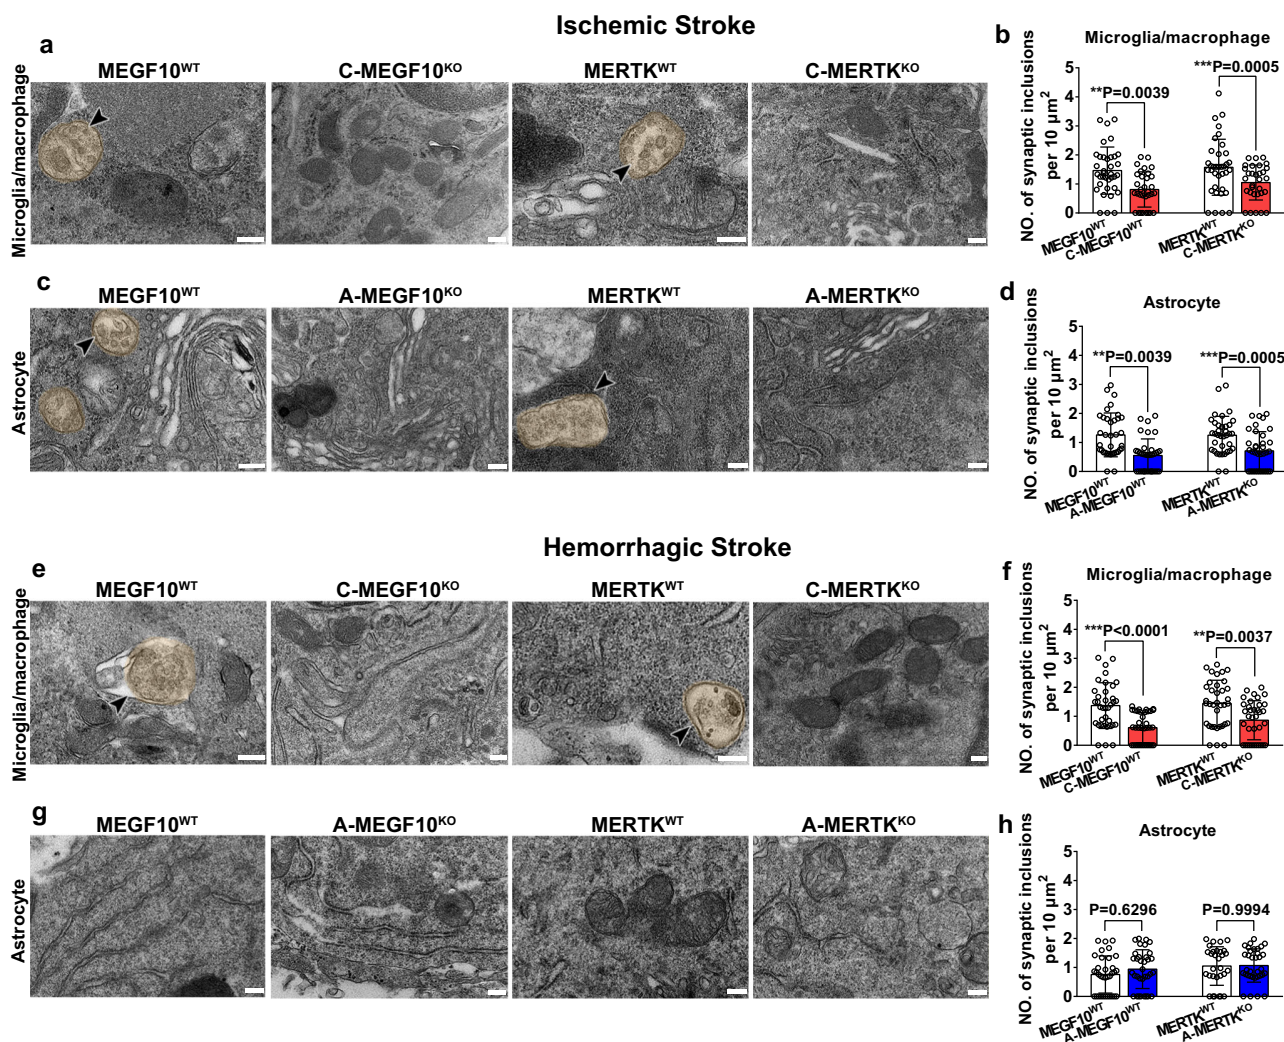 Ischemic Stroke
a
MEGF10WT
C-MEGF10KO
MERTKWT
C-MERTKKO
Microglia/macrophage
b
Microglia/macrophage
NO. of synaptic inclusions
per 10 µm2
5
4
3
2
1
0
**P=0.0039
***P=0.0005
MEGF10WT
C-MEGF10WT
MERTKWT
C-MERTKKO
c
MEGF10WT
A-MEGF10KO
MERTKWT
A-MERTKKO
Astrocyte
d
Astrocyte
NO. of synaptic inclusions
per 10 µm2
5
4
3
2
1
0
**P=0.0039
***P=0.0005
MEGF10WT
A-MEGF10WT
MERTKWT
A-MERTKKO
Hemorrhagic Stroke
e
MEGF10WT
C-MEGF10KO
MERTKWT
C-MERTKKO
Microglia/macrophage
f
Microglia/macrophage
NO. of synaptic inclusions
per 10 µm2
5
4
3
2
1
0
***P<0.0001
**P=0.0037
MEGF10WT
C-MEGF10WT
MERTKWT
C-MERTKKO
g
MEGF10WT
A-MEGF10KO
MERTKWT
A-MERTKKO
Astrocyte
h
Astrocyte
NO. of synaptic inclusions
per 10 µm2
5
4
3
2
1
0
P=0.6296
P=0.9994
MEGF10WT
A-MEGF10WT
MERTKWT
A-MERTKKO